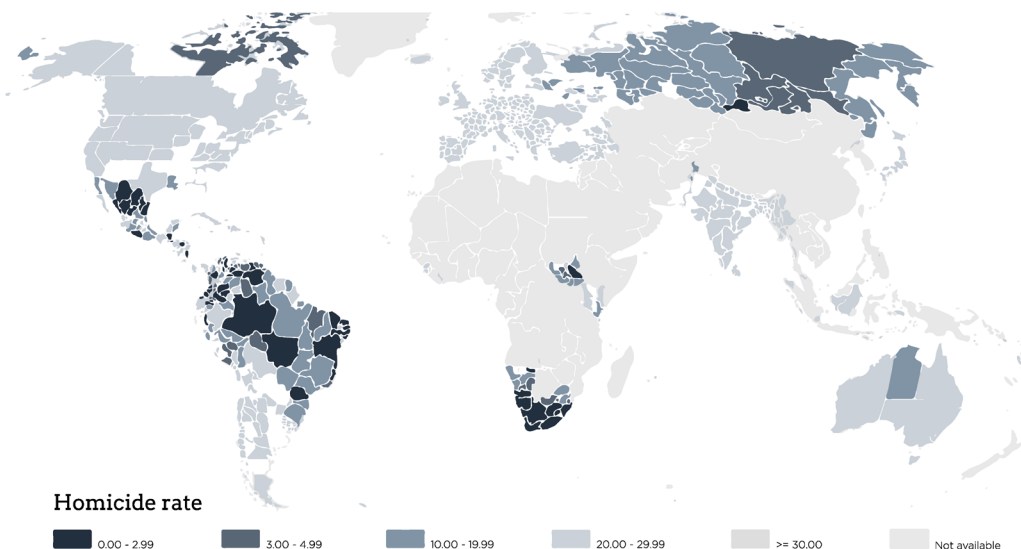 Homicide rate
0.00 - 2.99
3.00 - 4.99
10.00 - 19.99
20.00 - 29.99
>= 30.00
Not available